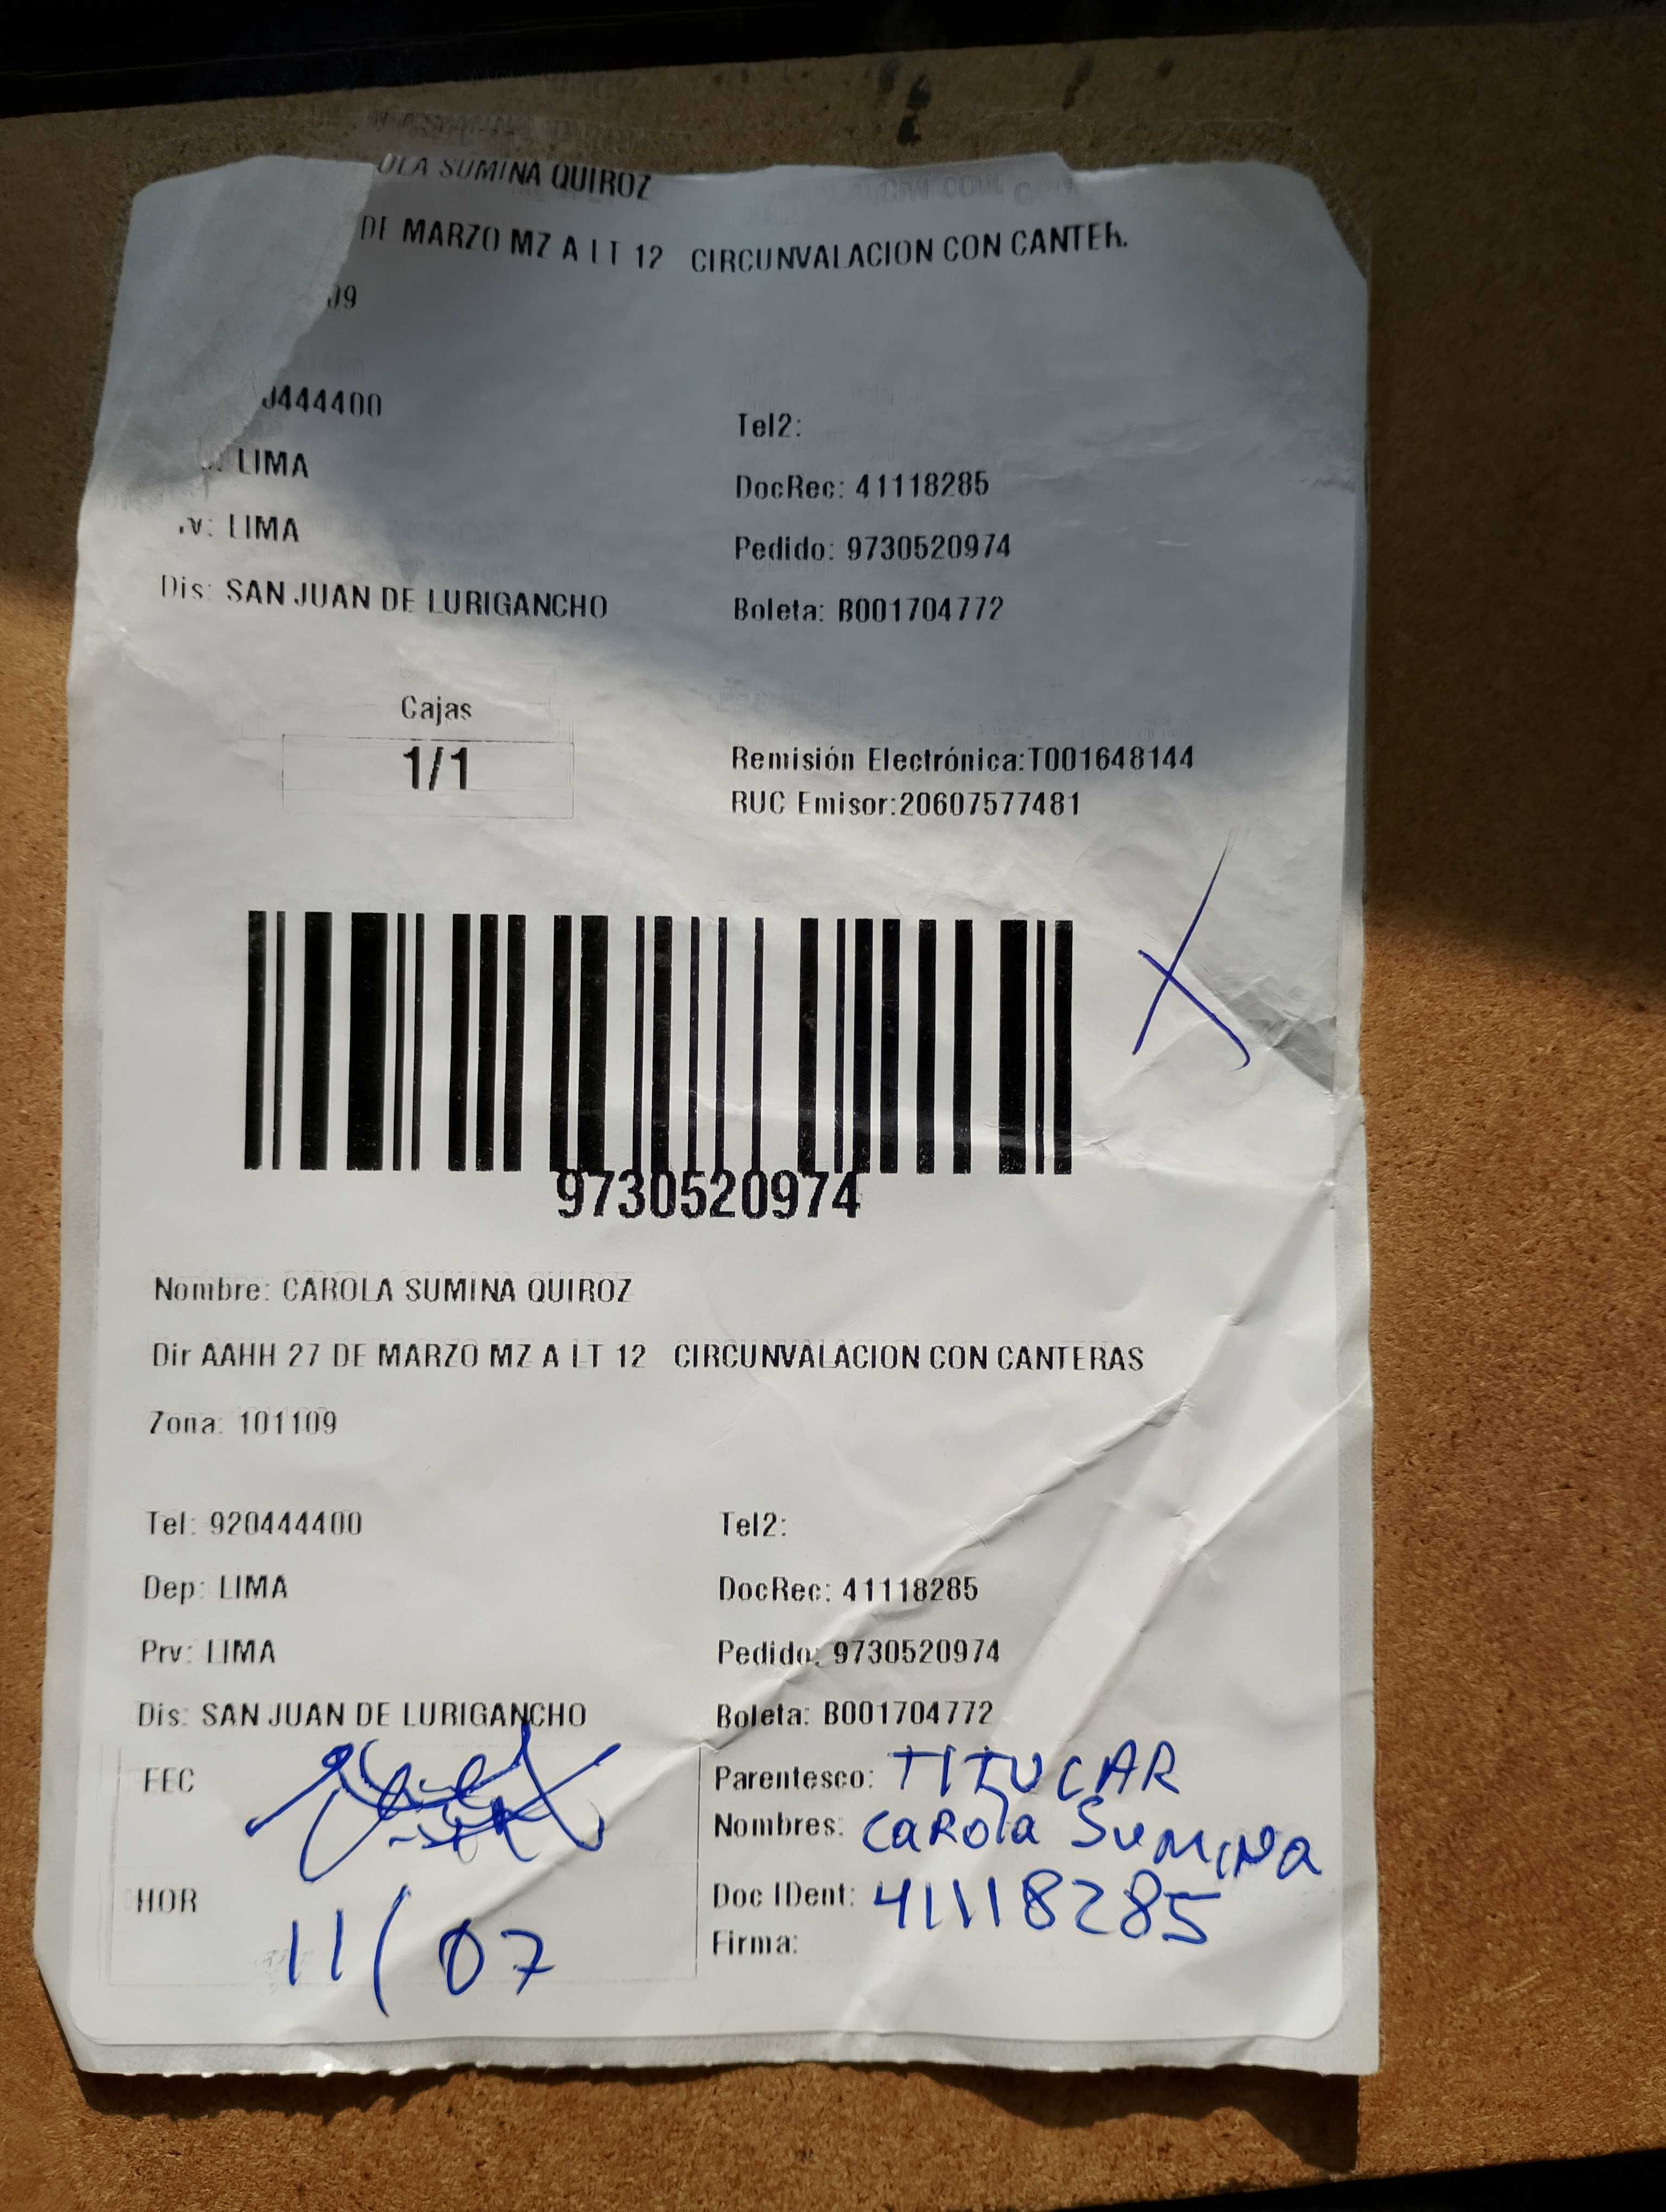 OLA SUMINA QUIROZ
DE MARZO MZ A LT 12 CIRCUNVALACION CON CANTER.
09
0444400
Tel2:
LIMA
DocRec: 41118285
v: LIMA
Pedido: 9730520974
Dis: SAN JUAN DE LURIGANCHO
Boleta: B001704772
Cajas
1/1
Remisión Electrónica:T001648144
RUC Emisor:20607577481
X
9730520974
Nombre: CAROLA SUMINA QUIROZ
Dir AAHH 27 DE MARZO MZ A LT 12 CIRCUNVALACION CON CANTERAS
Zona: 101109
Tel: 920444400
Tel2:
Dep: LIMA
DocRec: 41118285
Prv: LIMA
Pedido: 9730520974
Dis: SAN JUAN DE LURIGANCHO
Boleta: B001704772
FEC
Parentesco: TITUCAR
Nombres: CaRola SuMiNa
HOR
Doc IDent: 41118285
11/07
Firma: